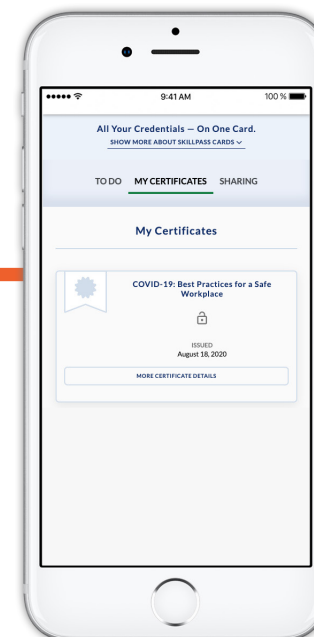 9:41 AM 100 %
All Your Credentials — On One Card.
SHOW MORE ABOUT SKILLPASS CARDS
TO DO MY CERTIFICATES SHARING
My Certificates
COVID-19: Best Practices for a Safe
Workplace
ISSUED
August 18, 2020
MORE CERTIFICATE DETAILS